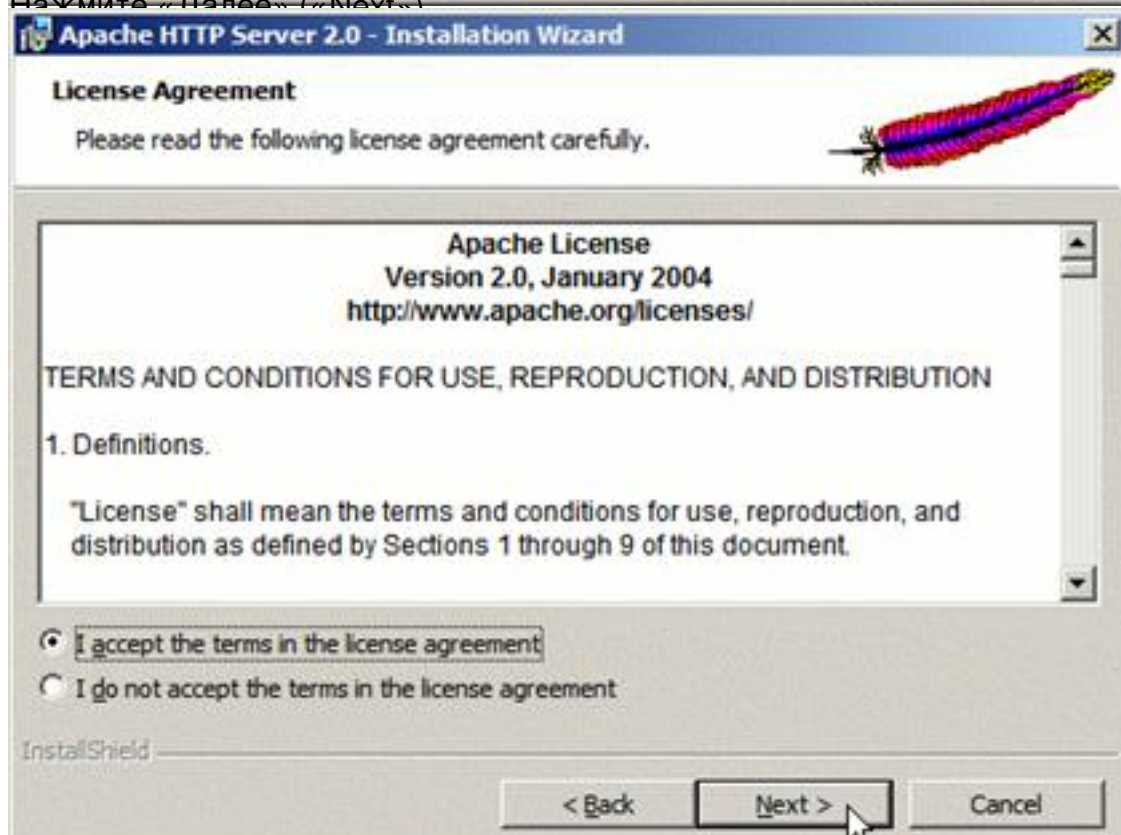 Нажмите «Далее» («Next»)
Apache HTTP Server 2.0 - Installation Wizard
License Agreement
Please read the following license agreement carefully.
Apache License
Version 2.0, January 2004
http://www.apache.org/licenses/
TERMS AND CONDITIONS FOR USE, REPRODUCTION, AND DISTRIBUTION
1. Definitions.
"License" shall mean the terms and conditions for use, reproduction, and
distribution as defined by Sections 1 through 9 of this document.
I accept the terms in the license agreement
I do not accept the terms in the license agreement
InstallShield
< Back
Next >
Cancel